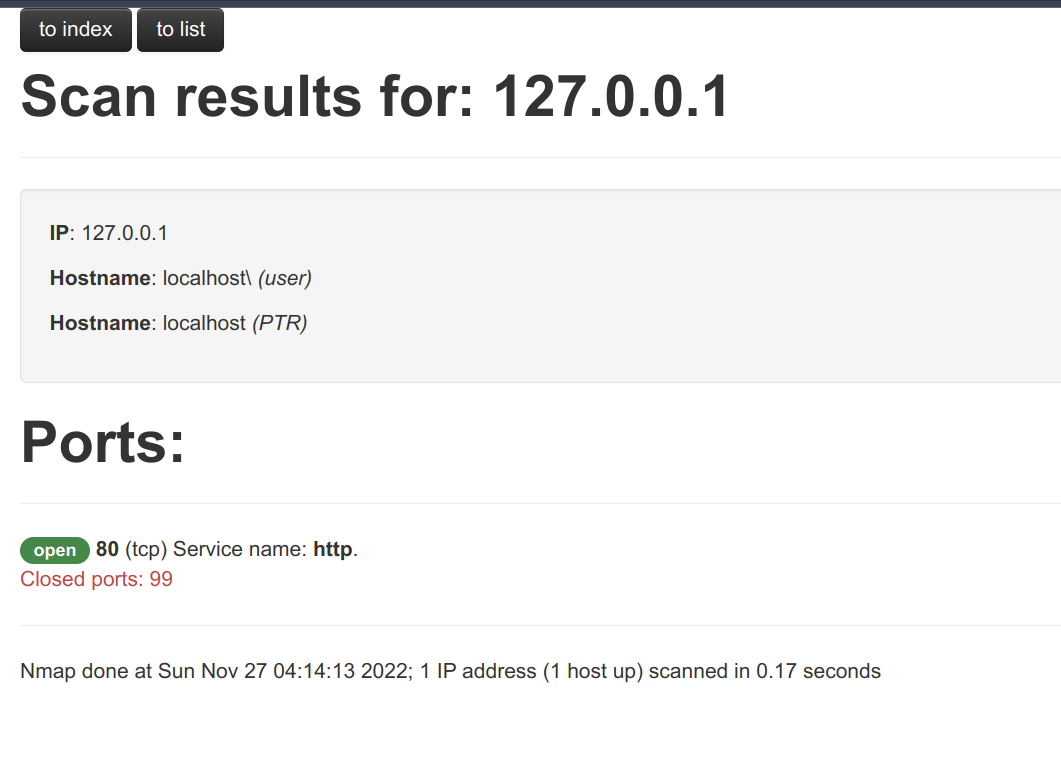 to index to list
Scan results for: 127.0.0.1
IP: 127.0.0.1
Hostname: localhost\ (user)
Hostname: localhost (PTR)
Ports:
open 80 (tcp) Service name: http.
Closed ports: 99
Nmap done at Sun Nov 27 04:14:13 2022; 1 IP address (1 host up) scanned in 0.17 seconds